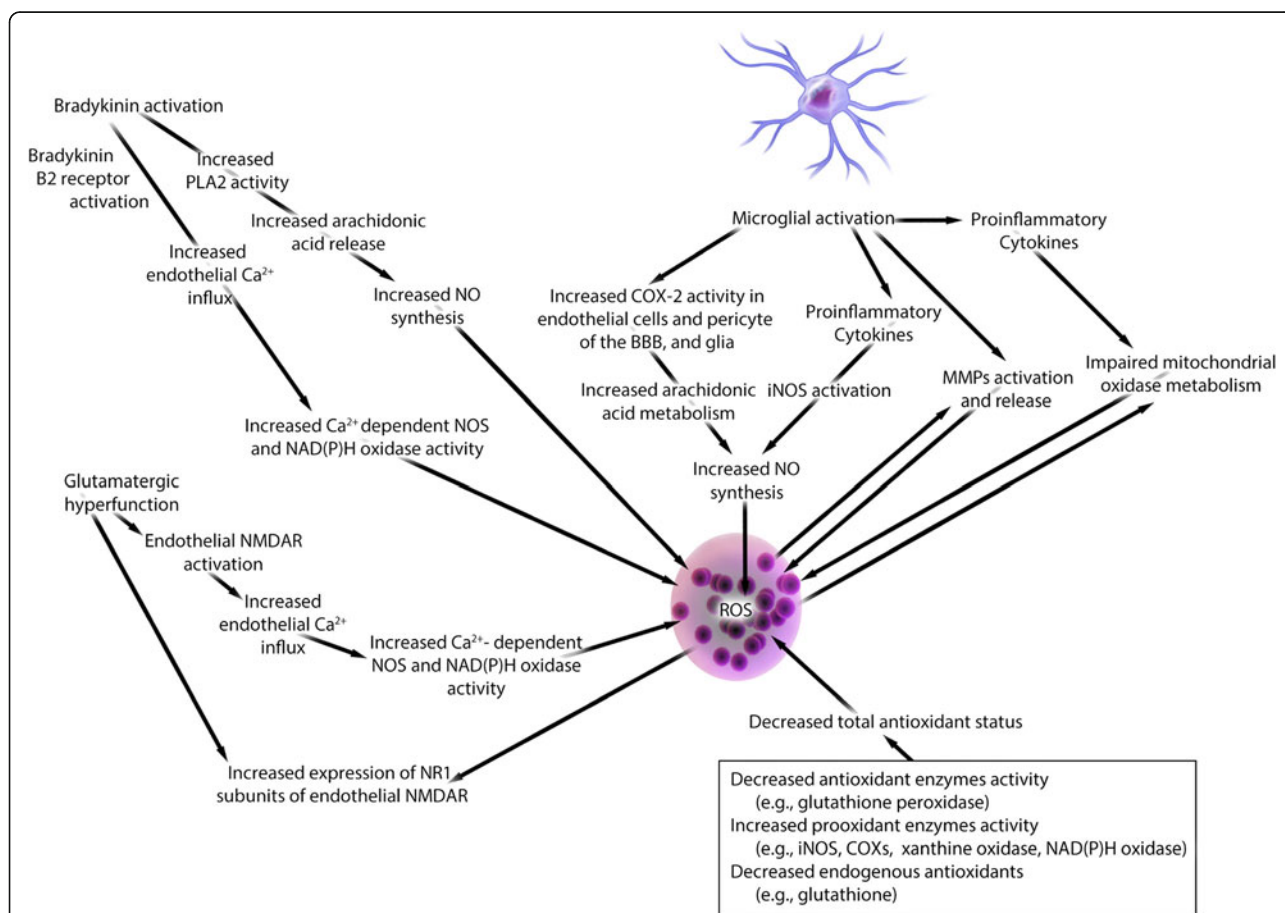 Bradykinin activation
Bradykinin
B2 receptor
activation
Increased
PLA2 activity
Increased arachidonic
acid release
Increased
endothelial Ca²⁺
influx
Increased NO
synthesis
Increased Ca²⁺ dependent NOS
and NAD(P)H oxidase activity
Microglial activation
Proinflammatory
Cytokines
Increased COX-2 activity in
endothelial cells and pericyte
of the BBB, and glia
Proinflammatory
Cytokines
Increased arachidonic
acid metabolism
iNOS activation
MMPs activation
and release
Impaired mitochondrial
oxidase metabolism
Increased NO
synthesis
Glutamatergic
hyperfunction
Endothelial NMDAR
activation
Increased
endothelial Ca²⁺
influx
Increased Ca²⁺- dependent
NOS and NAD(P)H oxidase
activity
ROS
Increased expression of NR1
subunits of endothelial NMDAR
Decreased total antioxidant status
Decreased antioxidant enzymes activity
(e.g., glutathione peroxidase)
Increased prooxidant enzymes activity
(e.g., iNOS, COXs, xanthine oxidase, NAD(P)H oxidase)
Decreased endogenous antioxidants
(e.g., glutathione)